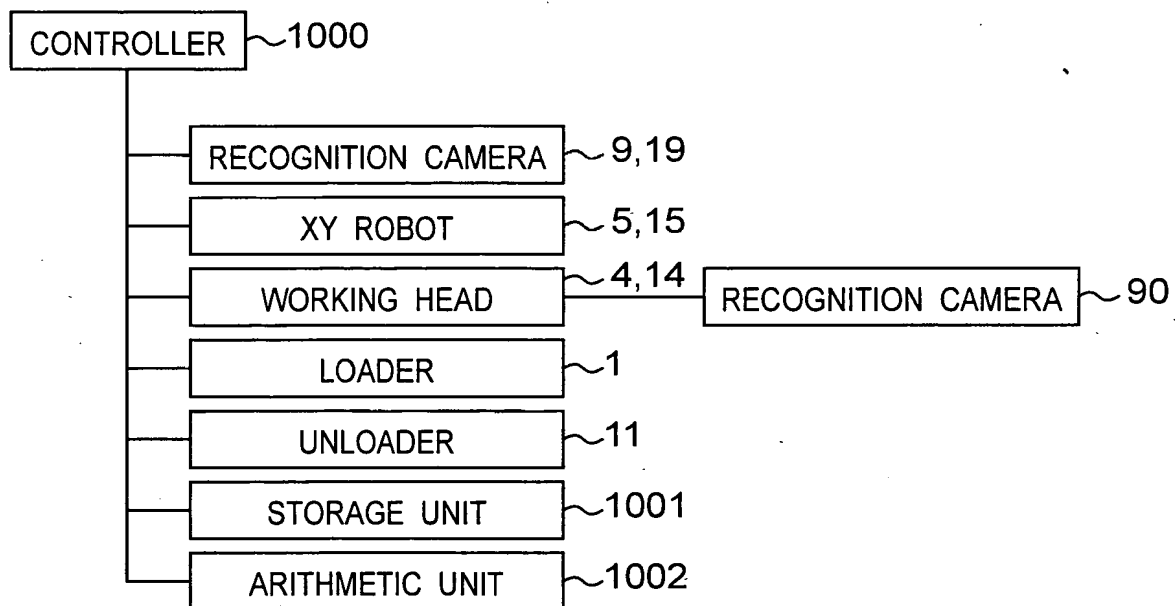 CONTROLLER 1000
RECOGNITION CAMERA 9,19
XY ROBOT 5,15
WORKING HEAD 4,14 RECOGNITION CAMERA 90
LOADER 1
UNLOADER 11
STORAGE UNIT 1001
ARITHMETIC UNIT 1002